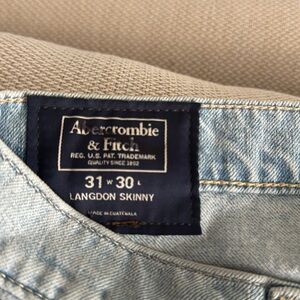 Abercrombie
& Fitch
REG. U.S. PAT. TRADEMARK
QUALITY SINCE 1892
31 W 30 L
LANGDON SKINNY
MADE IN GUATEMALA